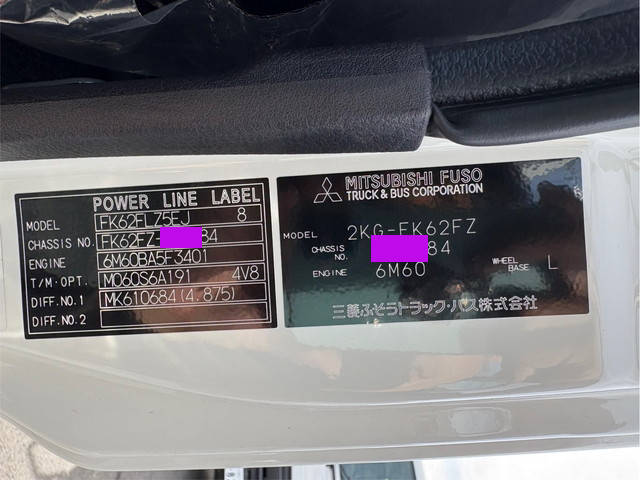 POWER LINE LABEL
MODEL FK62FLZ5EJ 8
CHASSIS NO. FK62FZ- 84
ENGINE 6M60BA5F3401
T/M・OPT. M060S6A191 4V8
DIFF.NO.1 MK610684(4.875)
DIFF.NO.2
MITSUBISHI FUSO
TRUCK & BUS CORPORATION
MODEL 2KG-FK62FZ
CHASSIS NO. 84
ENGINE 6M60
WHEEL BASE L
三菱ふそうトラック・バス株式会社